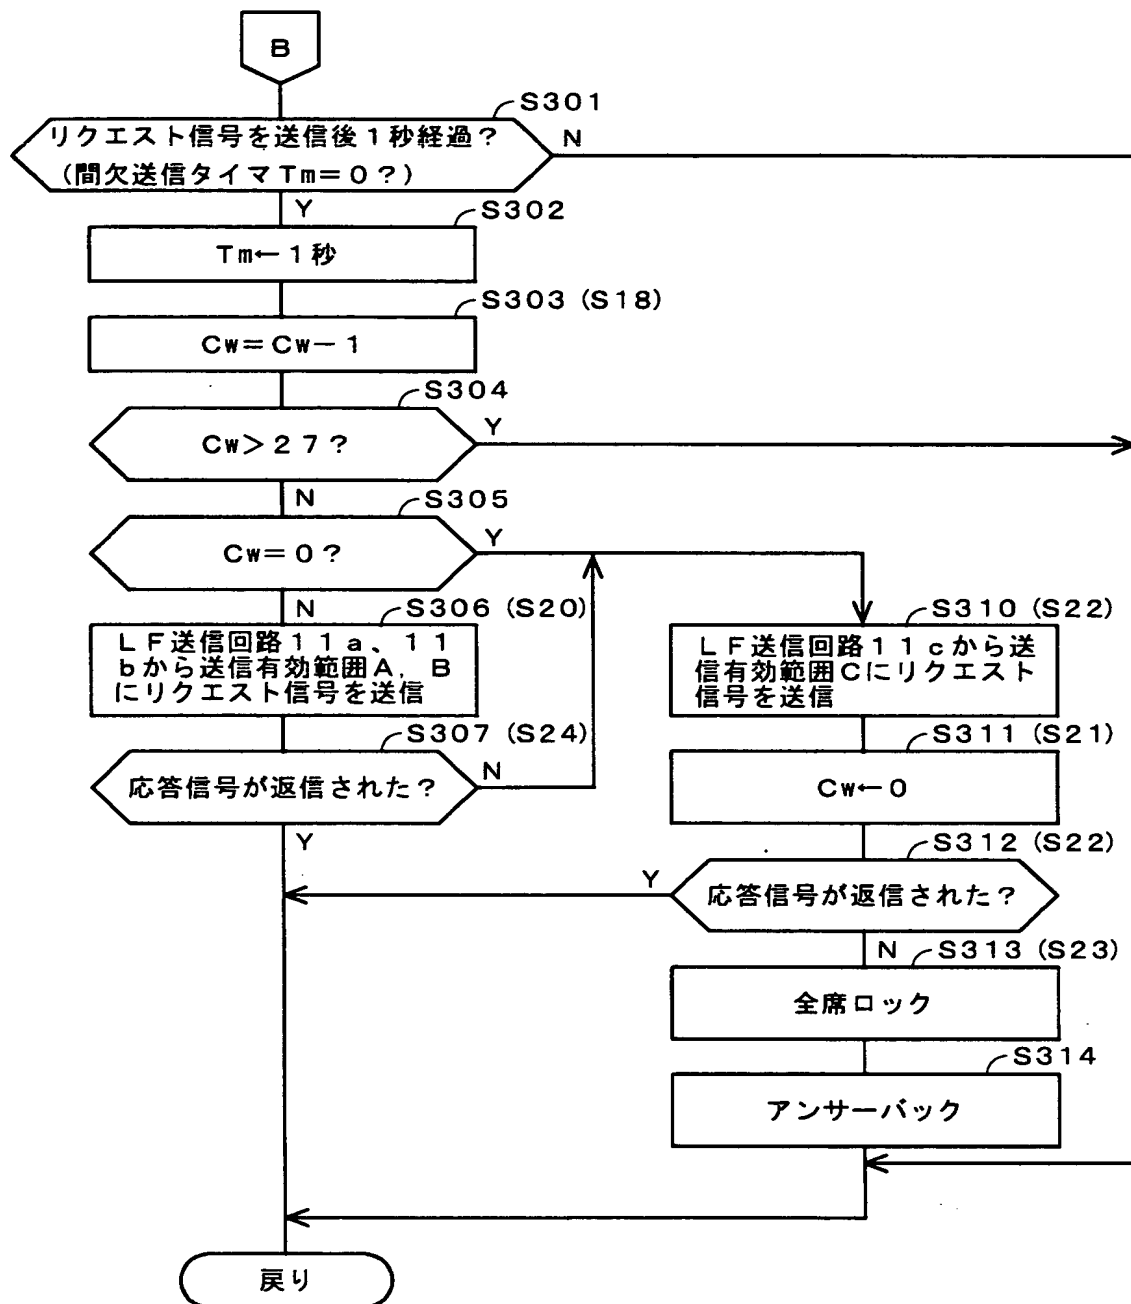 B
S301
リクエスト信号を送信後1秒経過?
(間欠送信タイマTm=0?)
N
Y
S302
Tm←1秒
S303 (S18)
Cw=Cw-1
S304
Cw>27?
Y
N
S305
Cw=0?
Y
N
S306 (S20)
LF送信回路11a、11
bから送信有効範囲A, B
にリクエスト信号を送信
S307 (S24)
応答信号が返信された?
N
Y
S310 (S22)
LF送信回路11cから送
信有効範囲Cにリクエスト
信号を送信
S311 (S21)
Cw←0
S312 (S22)
応答信号が返信された?
Y
N
S313 (S23)
全席ロック
S314
アンサーバック
戻り